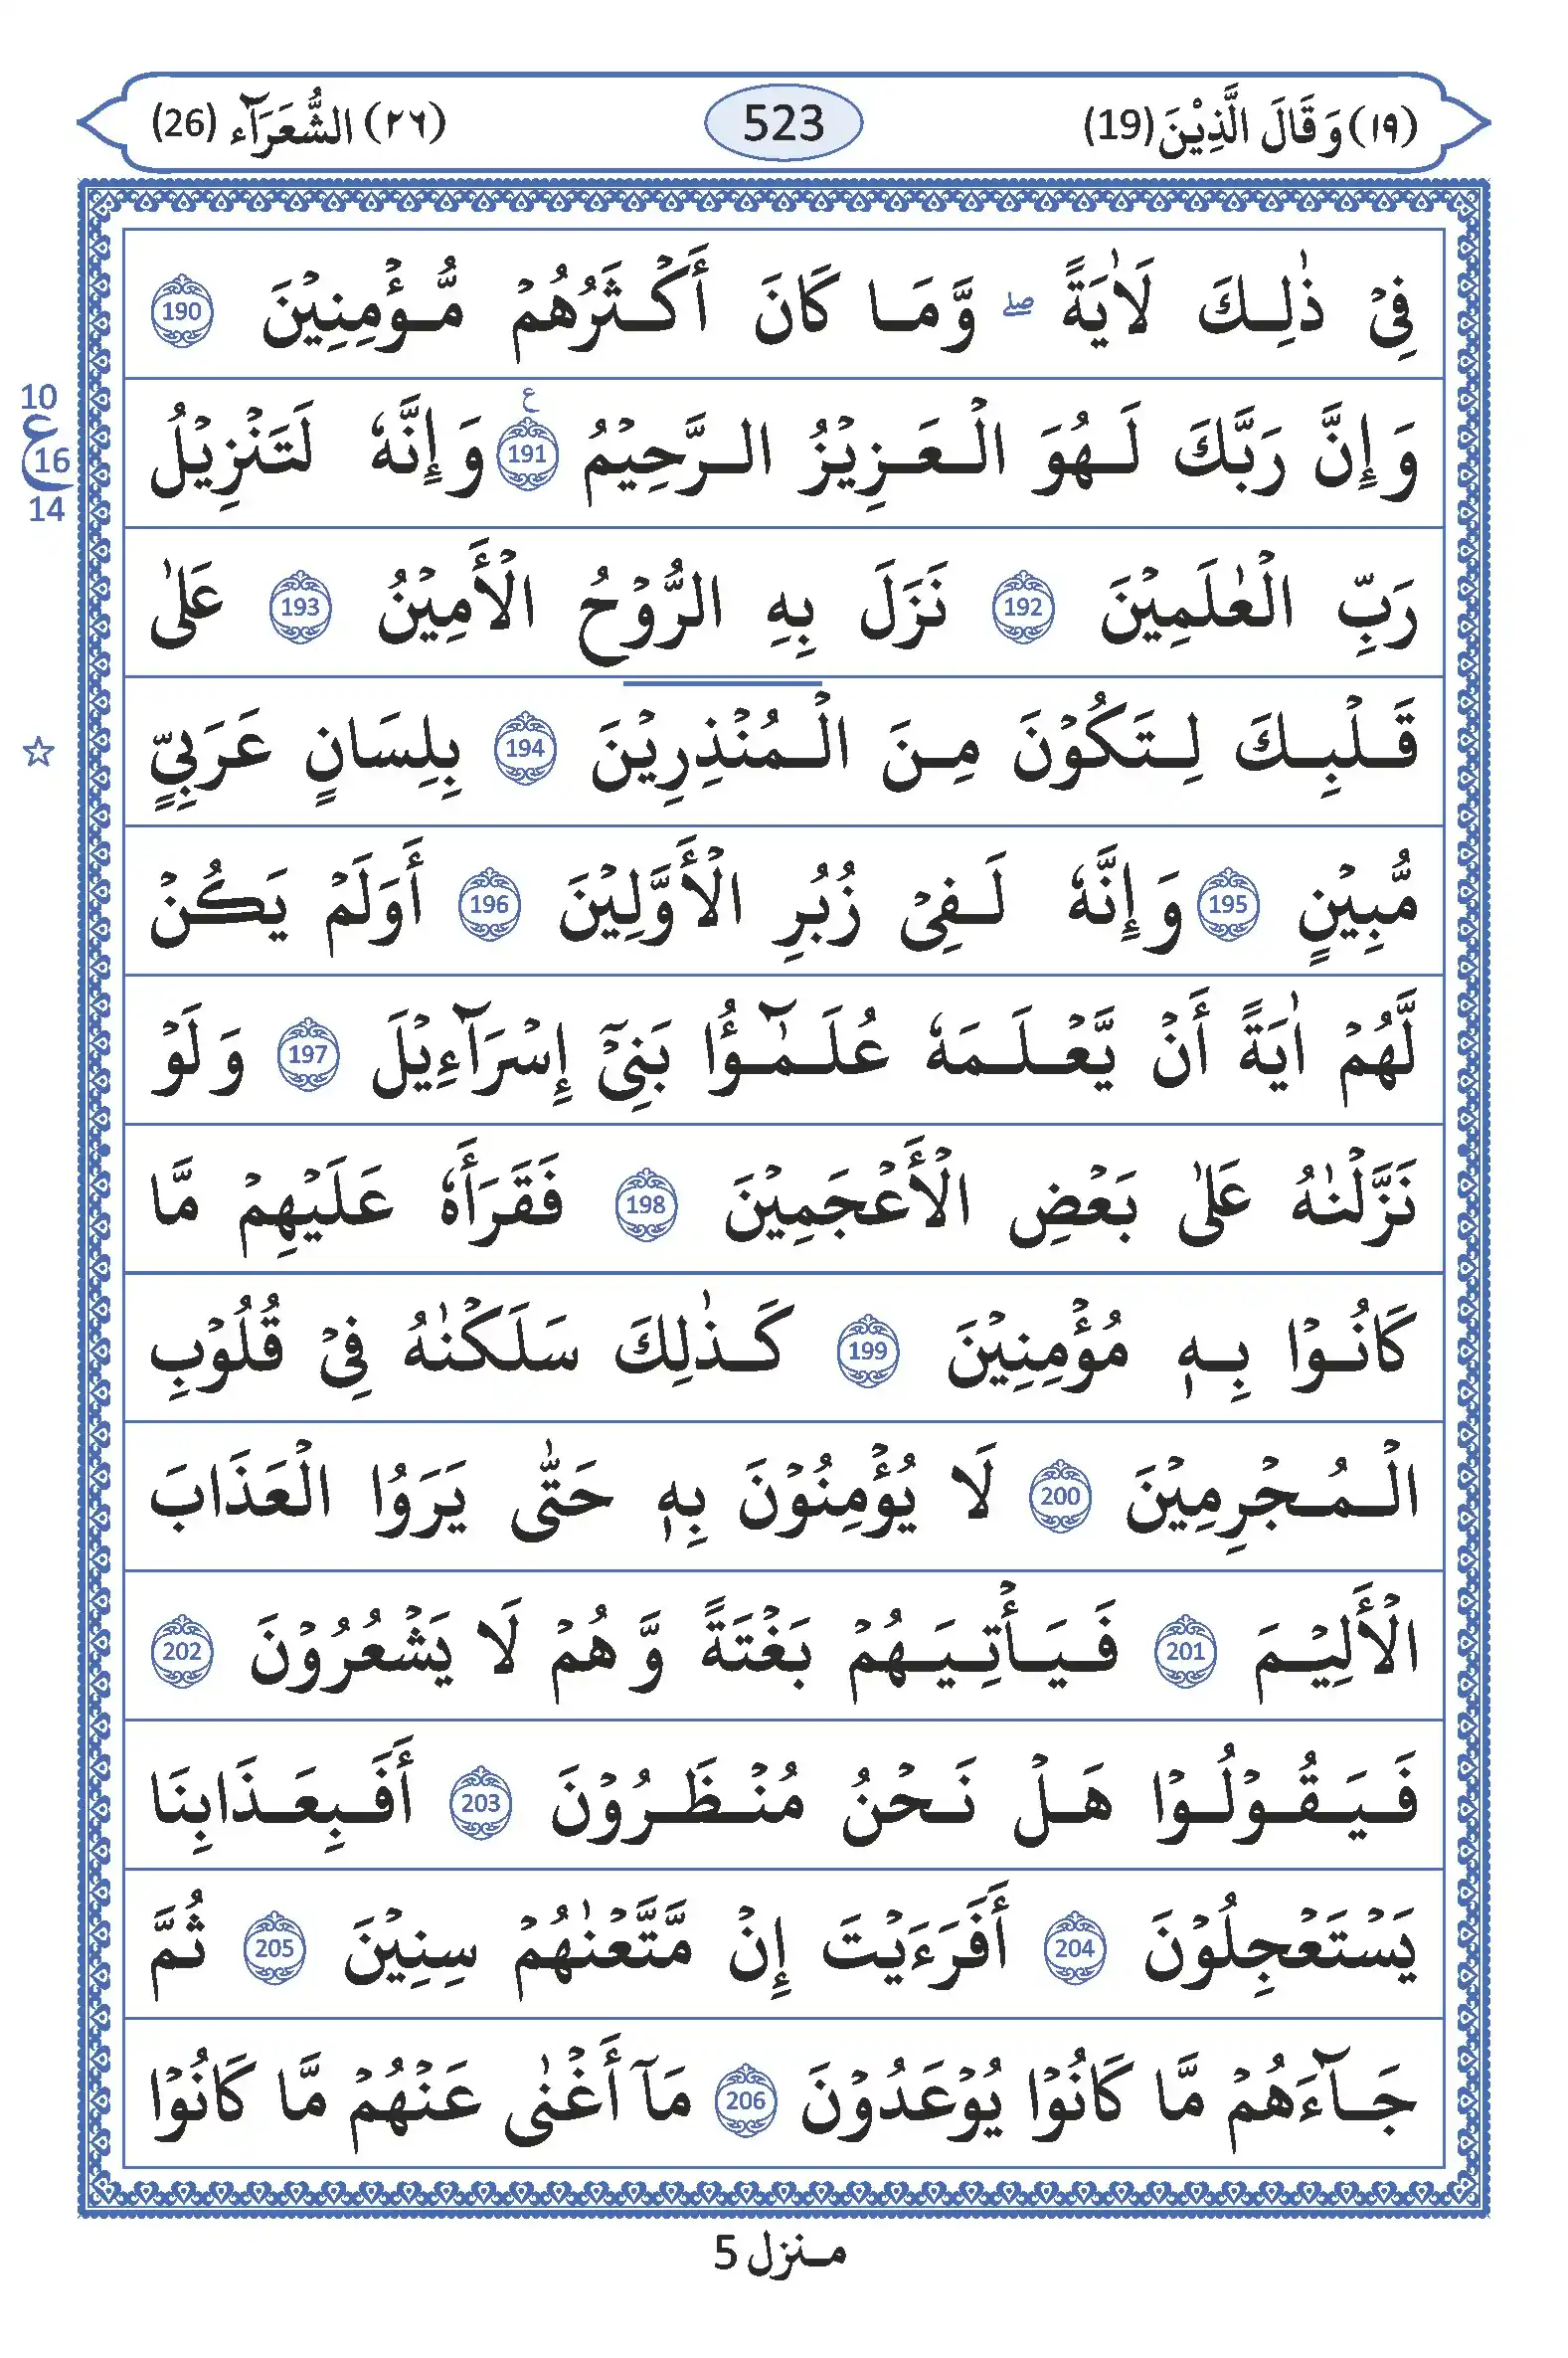 (١٩) وَقَالَ الَّذِيْنَ (19) 523 (٢٦) الشُّعَرَآء (26)
فِىْ ذٰلِكَ لَاٰيَةً ۖ وَّمَا كَانَ أَكْثَرُهُمْ مُّؤْمِنِيْنَ 190
وَإِنَّ رَبَّكَ لَهُوَ الْعَزِيْزُ الرَّحِيْمُ 191 ع وَإِنَّهٗ لَتَنْزِيْلُ
10
ع 16
14
رَبِّ الْعٰلَمِيْنَ 192 نَزَلَ بِهِ الرُّوْحُ الْأَمِيْنُ 193 عَلٰى
قَلْبِكَ لِتَكُوْنَ مِنَ الْمُنْذِرِيْنَ 194 بِلِسَانٍ عَرَبِيٍّ
☆
مُّبِيْنٍ 195 وَإِنَّهٗ لَفِىْ زُبُرِ الْأَوَّلِيْنَ 196 أَوَلَمْ يَكُنْ
لَّهُمْ اٰيَةً أَنْ يَّعْلَمَهٗ عُلَمٰٓؤُا بَنِىْٓ إِسْرَآءِيْلَ 197 وَلَوْ
نَزَّلْنٰهُ عَلٰى بَعْضِ الْأَعْجَمِيْنَ 198 فَقَرَأَهٗ عَلَيْهِمْ مَّا
كَانُوْا بِهٖ مُؤْمِنِيْنَ 199 كَذٰلِكَ سَلَكْنٰهُ فِىْ قُلُوْبِ
الْمُجْرِمِيْنَ 200 لَا يُؤْمِنُوْنَ بِهٖ حَتّٰى يَرَوُا الْعَذَابَ
الْأَلِيْمَ 201 فَيَأْتِيَهُمْ بَغْتَةً وَّهُمْ لَا يَشْعُرُوْنَ 202
فَيَقُوْلُوْا هَلْ نَحْنُ مُنْظَرُوْنَ 203 أَفَبِعَذَابِنَا
يَسْتَعْجِلُوْنَ 204 أَفَرَءَيْتَ إِنْ مَّتَّعْنٰهُمْ سِنِيْنَ 205 ثُمَّ
جَآءَهُمْ مَّا كَانُوْا يُوْعَدُوْنَ 206 مَآ أَغْنٰى عَنْهُمْ مَّا كَانُوْا
منزل 5